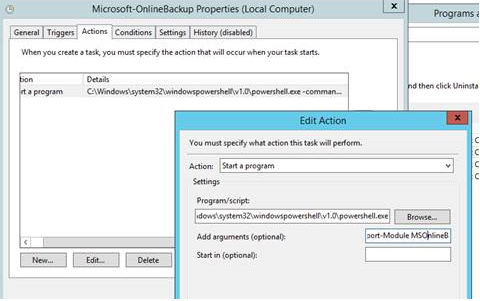 Microsoft-OnlineBackup Properties (Local Computer)
x
Programs a
General Triggers Actions Conditions Settings History (disabled)
When you create a task, you must specify the action that will occur when your task starts.
tion Details
rt a program C:\Windows\system32\windowspowershell\v1.0\powershell.exe -comman...
nd then click Uninsta
Edit Action
x
You must specify what action this task will perform.
Action: Start a program
Settings
Program/script:
dows\system32\windowspowershell\v1.0\powershell.exe Browse...
Add arguments (optional): port-Module MSOnlineB
Start in (optional):
New... Edit... Delete